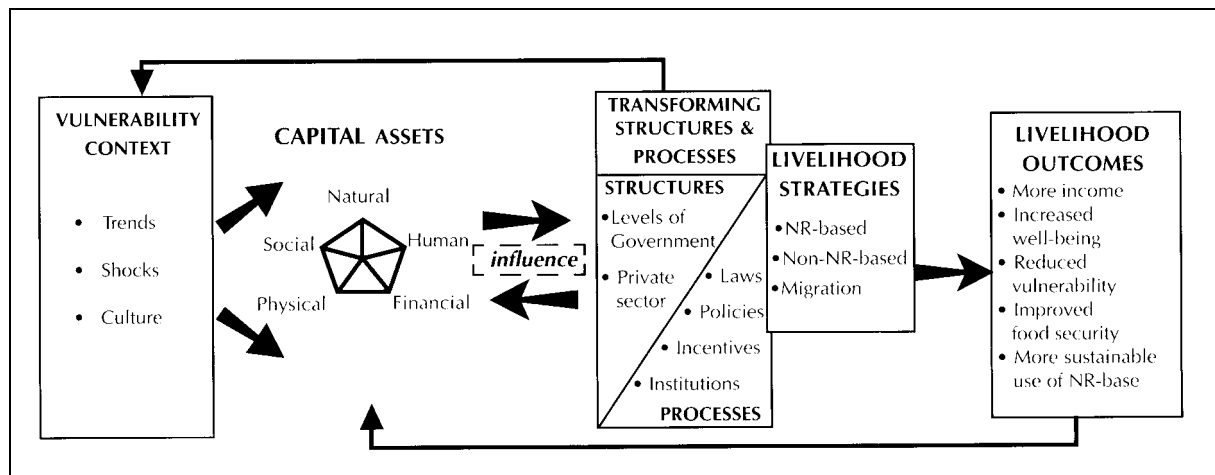 VULNERABILITY
CONTEXT
• Trends
• Shocks
• Culture
CAPITAL ASSETS
Natural
Social
Human
Physical
Financial
influence
TRANSFORMING
STRUCTURES &
PROCESSES
STRUCTURES
• Levels of
Government
• Private
sector
• Laws
• Policies
• Incentives
• Institutions
PROCESSES
LIVELIHOOD
STRATEGIES
• NR-based
• Non-NR-based
• Migration
LIVELIHOOD
OUTCOMES
• More income
• Increased
well-being
• Reduced
vulnerability
• Improved
food security
• More sustainable
use of NR-base